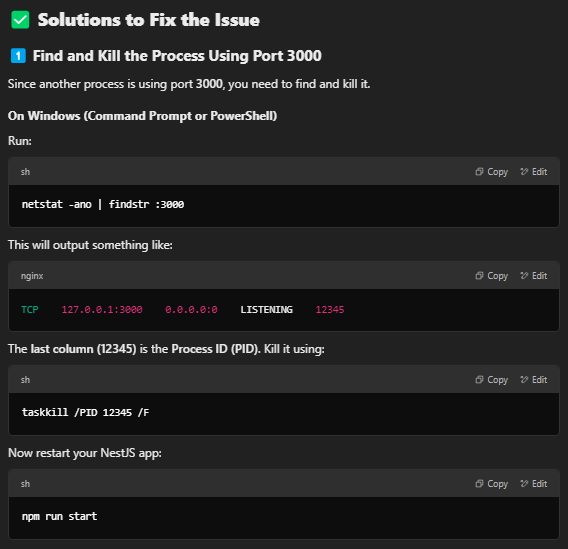 ✅ Solutions to Fix the Issue
1️⃣ Find and Kill the Process Using Port 3000
Since another process is using port 3000, you need to find and kill it.
On Windows (Command Prompt or PowerShell)
Run:
sh Copy Edit
netstat -ano | findstr :3000
This will output something like:
nginx Copy Edit
TCP    127.0.0.1:3000    0.0.0.0:0    LISTENING    12345
The last column (12345) is the Process ID (PID). Kill it using:
sh Copy Edit
taskkill /PID 12345 /F
Now restart your NestJS app:
sh Copy Edit
npm run start